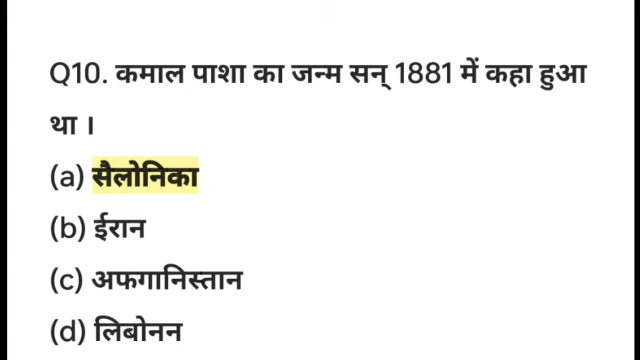 Q10. कमाल पाशा का जन्म सन् 1881 में कहा हुआ
था ।
(a) सैलोनिका
(b) ईरान
(c) अफगानिस्तान
(d) लिबोनन